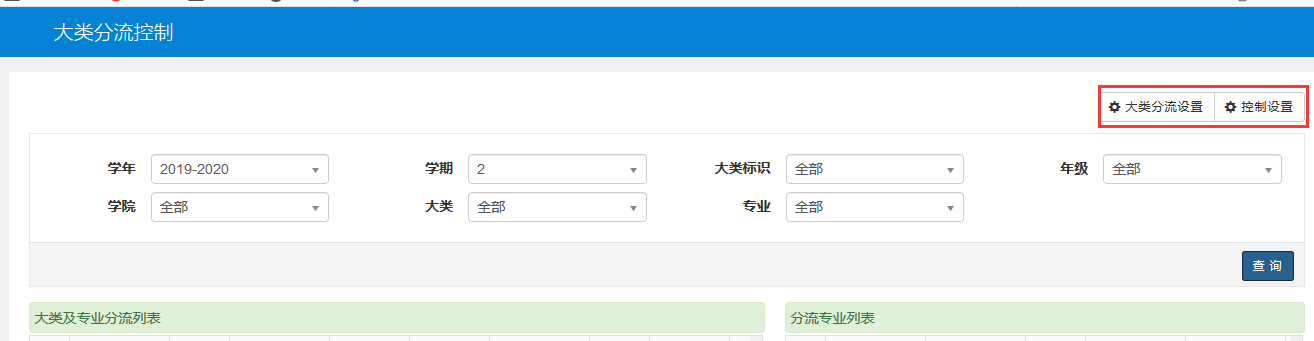 大类分流控制
大类分流设置 控制设置
学年 2019-2020 学期 2 大类标识 全部 年级 全部
学院 全部 大类 全部 专业 全部
查 询
大类及专业分流列表 分流专业列表